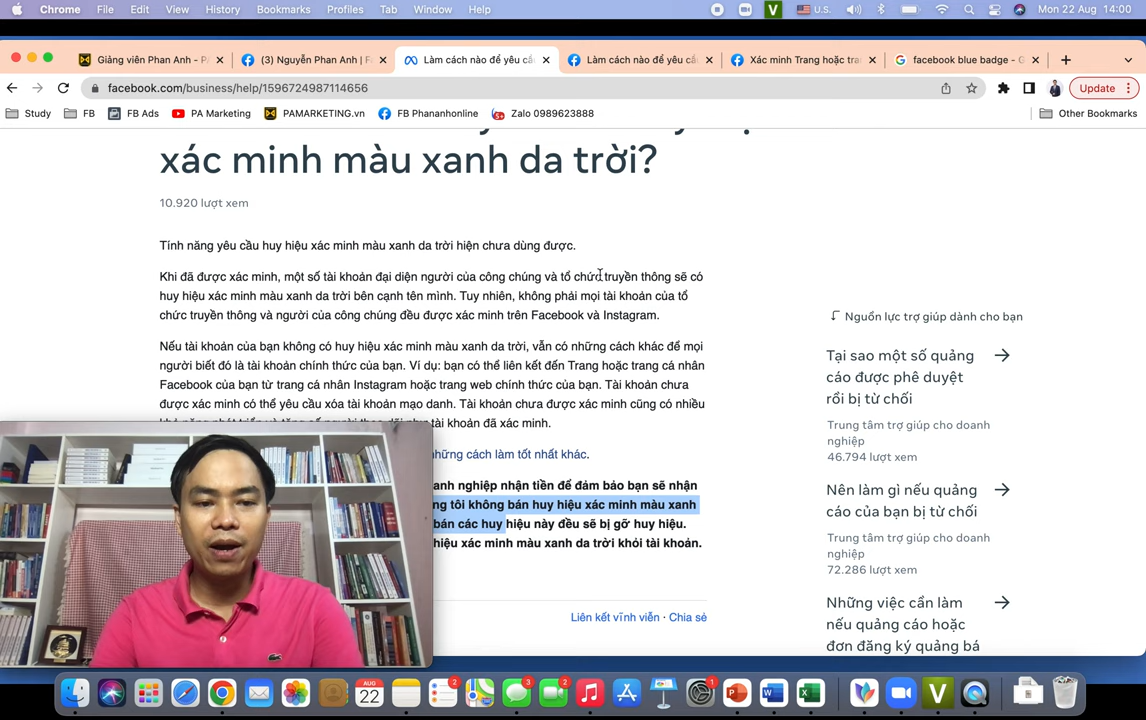 Chrome File Edit View History Bookmarks Profiles Tab Window Help V U.S. Mon 22 Aug 14:00
Giảng viên Phan Anh - P
(3) Nguyễn Phan Anh | F
Làm cách nào để yêu cầ
Làm cách nào để yêu cầ
Xác minh Trang hoặc tra
facebook blue badge - G
facebook.com/business/help/1596724987114656
Update
Study FB FB Ads PA Marketing PAMARKETING.vn FB Phananhonline Zalo 0989623888 Other Bookmarks
xác minh màu xanh da trời?
10.920 lượt xem
Tính năng yêu cầu huy hiệu xác minh màu xanh da trời hiện chưa dùng được.
Khi đã được xác minh, một số tài khoản đại diện người của công chúng và tổ chức truyền thông sẽ có
huy hiệu xác minh màu xanh da trời bên cạnh tên mình. Tuy nhiên, không phải mọi tài khoản của tổ
chức truyền thông và người của công chúng đều được xác minh trên Facebook và Instagram.
Nếu tài khoản của bạn không có huy hiệu xác minh màu xanh da trời, vẫn có những cách khác để mọi
người biết đó là tài khoản chính thức của bạn. Ví dụ: bạn có thể liên kết đến Trang hoặc trang cá nhân
Facebook của bạn từ trang cá nhân Instagram hoặc trang web chính thức của bạn. Tài khoản chưa
được xác minh có thể yêu cầu xóa tài khoản mạo danh. Tài khoản chưa được xác minh cũng có nhiều
tài khoản đã xác minh.
những cách làm tốt nhất khác.
anh nghiệp nhận tiền để đảm bảo bạn sẽ nhận
ng tôi không bán huy hiệu xác minh màu xanh
bán các huy hiệu này đều sẽ bị gỡ huy hiệu.
hiệu xác minh màu xanh da trời khỏi tài khoản.
Liên kết vĩnh viễn · Chia sẻ
Nguồn lực trợ giúp dành cho bạn
Tại sao một số quảng
cáo được phê duyệt
rồi bị từ chối
Trung tâm trợ giúp cho doanh
nghiệp
46.794 lượt xem
Nên làm gì nếu quảng
cáo của bạn bị từ chối
Trung tâm trợ giúp cho doanh
nghiệp
72.286 lượt xem
Những việc cần làm
nếu quảng cáo hoặc
đơn đăng ký quảng bá
AUG
22
2
3
2
1
P
W
X
V